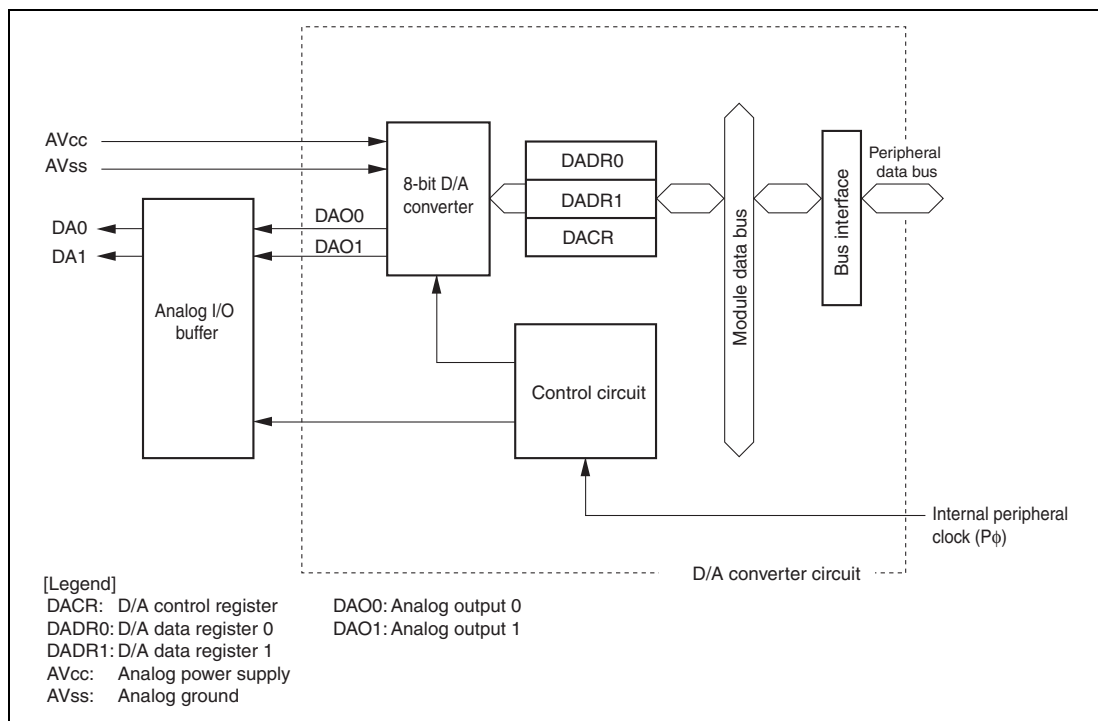 AVcc
AVss
8-bit D/A
converter
DADR0
DADR1
DACR
Module data bus
Bus interface
Peripheral
data bus
DA0
DA1
DAO0
DAO1
Analog I/O
buffer
Control circuit
Internal peripheral
clock (Pϕ)
D/A converter circuit
[Legend]
DACR: D/A control register
DADR0: D/A data register 0
DADR1: D/A data register 1
AVcc: Analog power supply
AVss: Analog ground
DAO0: Analog output 0
DAO1: Analog output 1